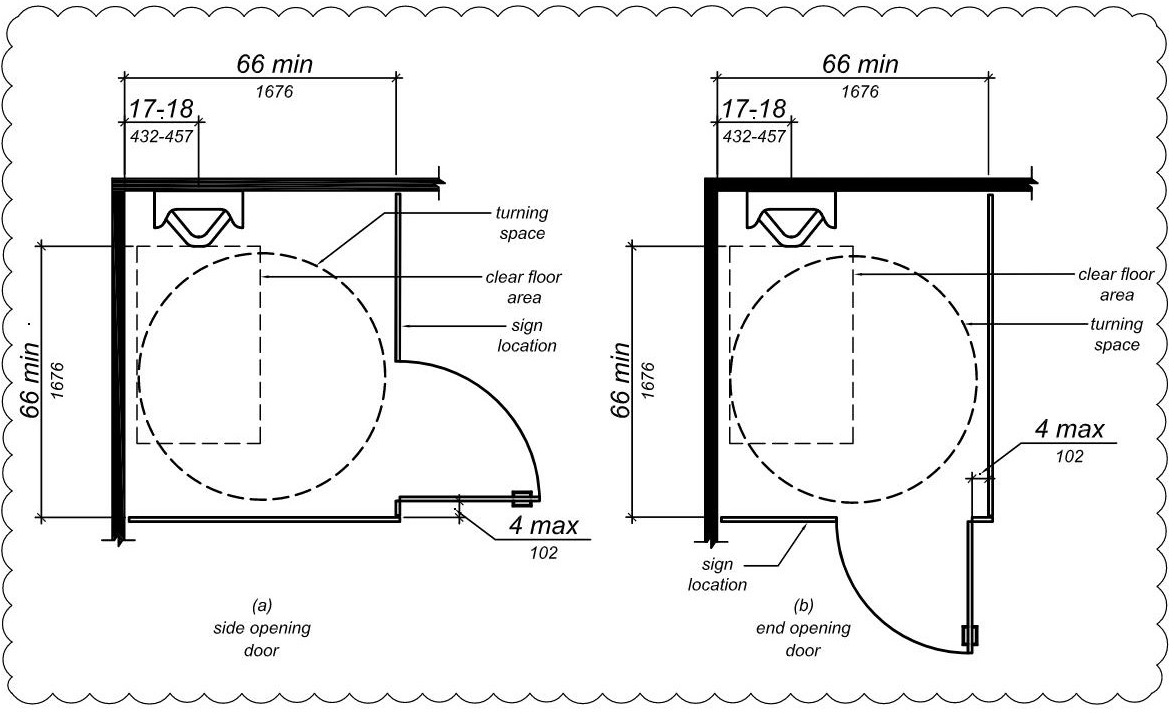 66 min
1676
17-18
432-457
turning
space
clear floor
area
sign
location
66 min
1676
4 max
102
(a)
side opening
door
66 min
1676
17-18
432-457
clear floor
area
turning
space
66 min
1676
4 max
102
sign
location
(b)
end opening
door